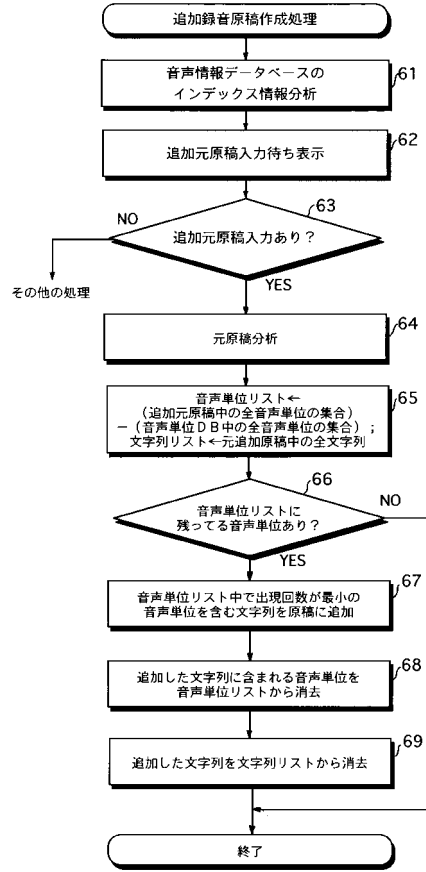 追加録音原稿作成処理
音声情報データベースの
インデックス情報分析
61
追加元原稿入力待ち表示
62
63
NO
追加元原稿入力あり？
その他の処理
YES
元原稿分析
64
音声単位リスト←
（追加元原稿中の全音声単位の集合）
－（音声単位ＤＢ中の全音声単位の集合）；
文字列リスト←元追加原稿中の全文字列
65
66
NO
音声単位リストに
残ってる音声単位あり？
YES
音声単位リスト中で出現回数が最小の
音声単位を含む文字列を原稿に追加
67
追加した文字列に含まれる音声単位を
音声単位リストから消去
68
追加した文字列を文字列リストから消去
69
終了